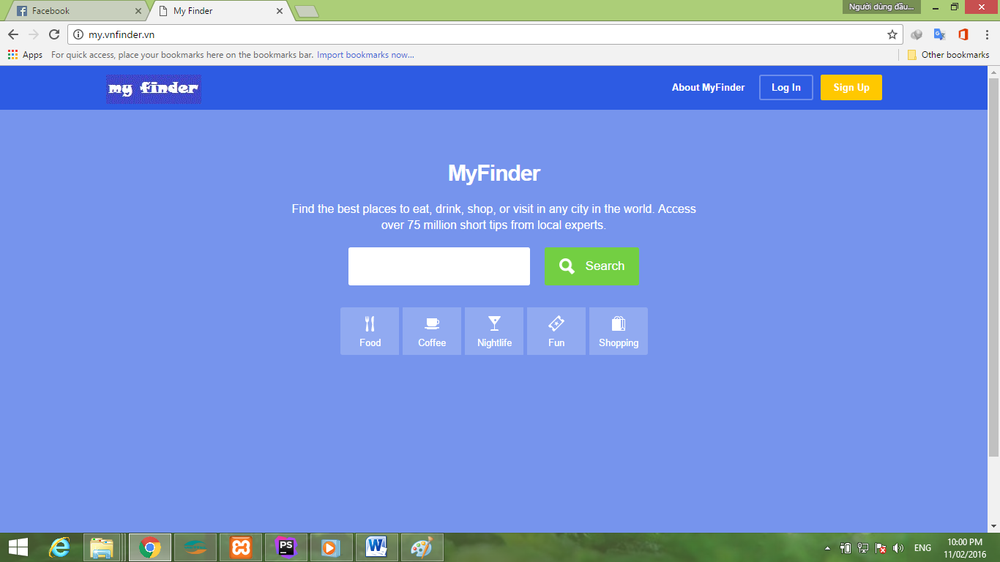 Facebook
My Finder
Người dùng đầu...
my.vnfinder.vn
Apps
For quick access, place your bookmarks here on the bookmarks bar. Import bookmarks now...
Other bookmarks
my finder
About MyFinder
Log In
Sign Up
MyFinder
Find the best places to eat, drink, shop, or visit in any city in the world. Access
over 75 million short tips from local experts.
Search
Food
Coffee
Nightlife
Fun
Shopping
PS
ENG
10:00 PM
11/02/2016